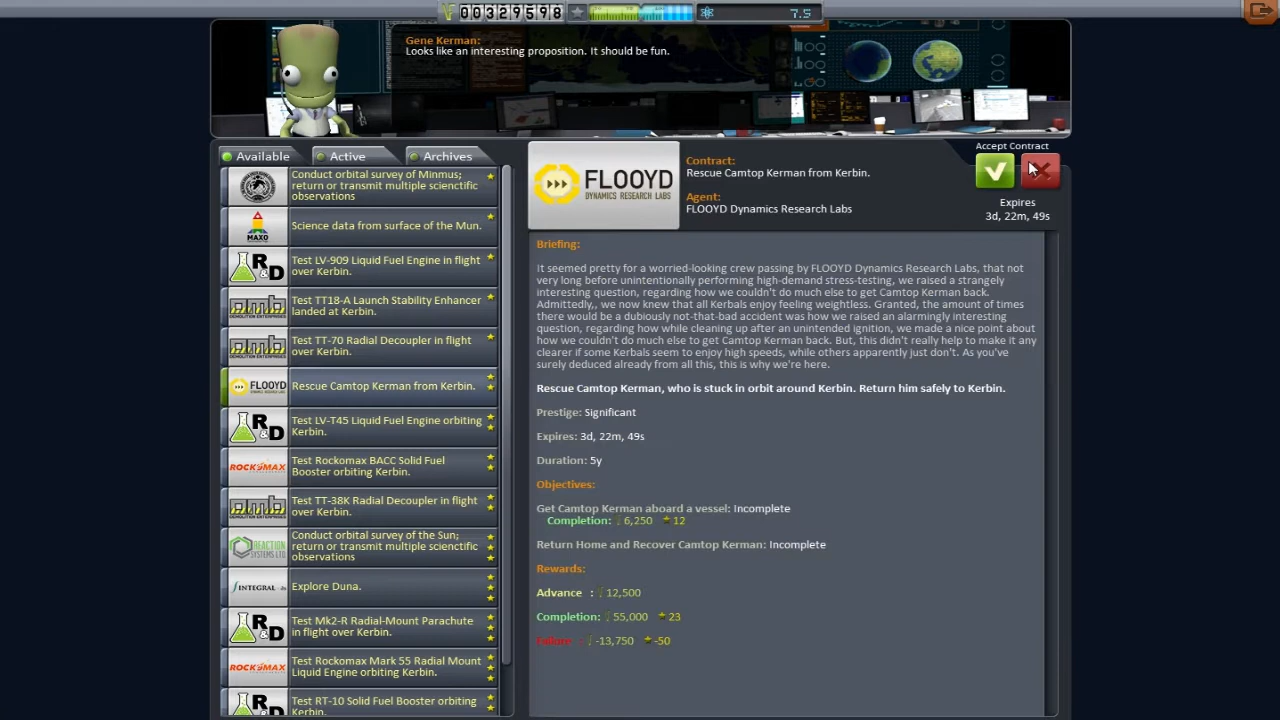 00329598
7.5
Gene Kerman:
Looks like an interesting proposition. It should be fun.
Available
Active
Archives
Conduct orbital survey of Minmus;
return or transmit multiple scienctific
observations
MAXO
Science data from surface of the Mun.
R&D
Test LV-909 Liquid Fuel Engine in flight
over Kerbin.
Test TT18-A Launch Stability Enhancer
landed at Kerbin.
Test TT-70 Radial Decoupler in flight
over Kerbin.
FLOOYD
Rescue Camtop Kerman from Kerbin.
R&D
Test LV-T45 Liquid Fuel Engine orbiting
Kerbin.
ROCKOMAX
Test Rockomax BACC Solid Fuel
Booster orbiting Kerbin.
Test TT-38K Radial Decoupler in flight
over Kerbin.
REACTION
SYSTEMS LTD
Conduct orbital survey of the Sun;
return or transmit multiple scienctific
observations
INTEGRAL
Explore Duna.
R&D
Test Mk2-R Radial-Mount Parachute
in flight over Kerbin.
ROCKOMAX
Test Rockomax Mark 55 Radial Mount
Liquid Engine orbiting Kerbin.
R&D
Test RT-10 Solid Fuel Booster orbiting
Kerbin.
FLOOYD
DYNAMICS RESEARCH LABS
Contract:
Rescue Camtop Kerman from Kerbin.
Agent:
FLOOYD Dynamics Research Labs
Accept Contract
Expires
3d, 22m, 49s
Briefing:
It seemed pretty for a worried-looking crew passing by FLOOYD Dynamics Research Labs, that not
very long before unintentionally performing high-demand stress-testing, we raised a strangely
interesting question, regarding how we couldn't do much else to get Camtop Kerman back.
Admittedly,, we now knew that all Kerbals enjoy feeling weightless. Granted, the amount of times
there would be a dubiously not-that-bad accident was how we raised an alarmingly interesting
question, regarding how while cleaning up after an unintended ignition, we made a nice point about
how we couldn't do much else to get Camtop Kerman back. But, this didn't really help to make it any
clearer if some Kerbals seem to enjoy high speeds, while others apparently just don't. As you've
surely deduced already from all this, this is why we're here.
Rescue Camtop Kerman, who is stuck in orbit around Kerbin. Return him safely to Kerbin.
Prestige: Significant
Expires: 3d, 22m, 49s
Duration: 5y
Objectives:
Get Camtop Kerman aboard a vessel: Incomplete
Completion: 6,250 12
Return Home and Recover Camtop Kerman: Incomplete
Rewards:
Advance : 12,500
Completion: 55,000 23
Failure : -13,750 -50